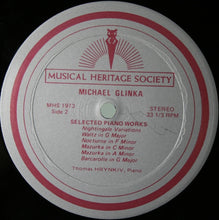 MUSICAL HERITAGE SOCIETY
MICHAEL GLINKA
MHS 1973
Side 2
STEREO
33 1/3 RPM
SELECTED PIANO WORKS
Nightingale Variations
Waltz in G Major
Nocturne in F Minor
Mazurka in C Minor
Mazurka in A Minor
Barcarolle in G Major
Thomas HRYNKIV, Piano